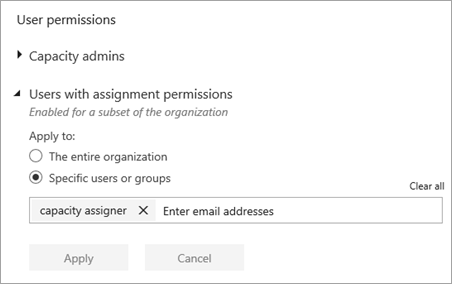 User permissions
Capacity admins
Users with assignment permissions
Enabled for a subset of the organization
Apply to:
The entire organization
Specific users or groups
Clear all
capacity assigner Enter email addresses
Apply Cancel